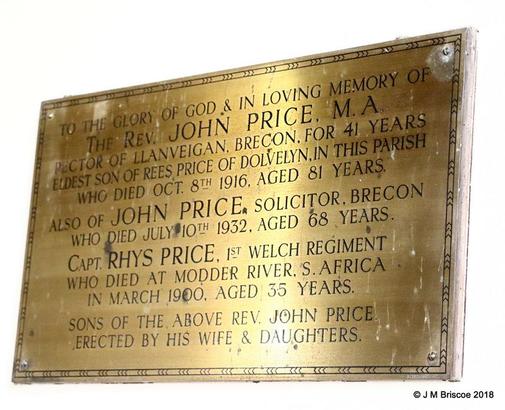 TO THE GLORY OF GOD & IN LOVING MEMORY OF
THE REV. JOHN PRICE, M.A.
RECTOR OF LLANVEIGAN, BRECON, FOR 41 YEARS
ELDEST SON OF REES PRICE OF DOLVELYN, IN THIS PARISH
WHO DIED OCT. 8TH 1916, AGED 81 YEARS.
ALSO OF JOHN PRICE, SOLICITOR, BRECON
WHO DIED JULY 10TH 1932, AGED 68 YEARS.
CAPT. RHYS PRICE, 1ST WELCH REGIMENT
WHO DIED AT MODDER RIVER, S. AFRICA
IN MARCH 1900, AGED 35 YEARS.
SONS OF THE ABOVE REV. JOHN PRICE
ERECTED BY HIS WIFE & DAUGHTERS.
© J M Briscoe 2018